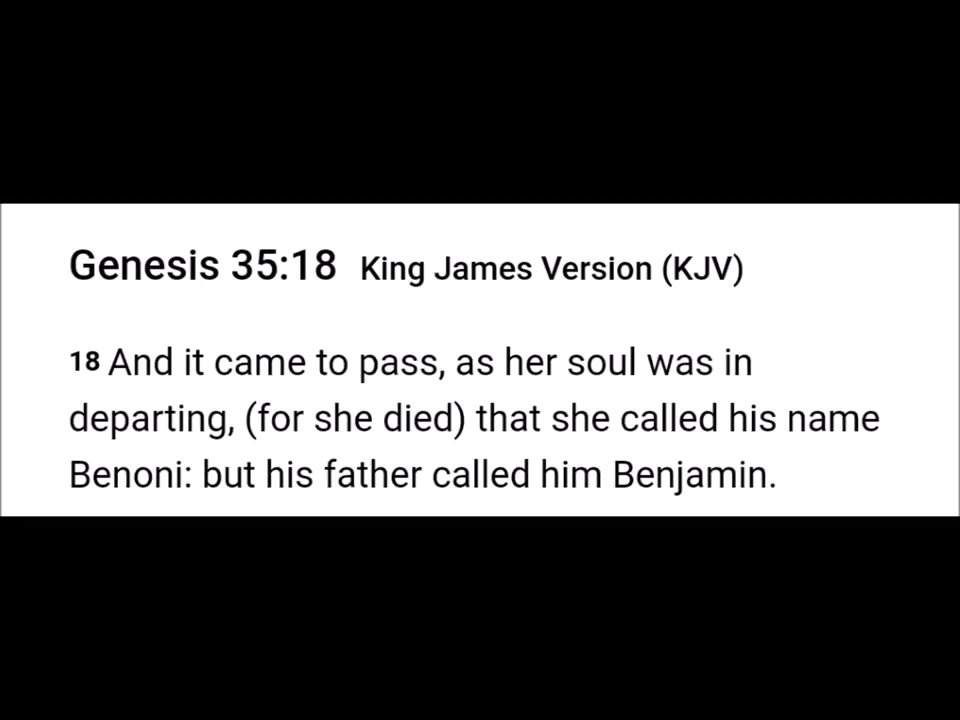 Genesis 35:18 King James Version (KJV)
18 And it came to pass, as her soul was in
departing, (for she died) that she called his name
Benoni: but his father called him Benjamin.